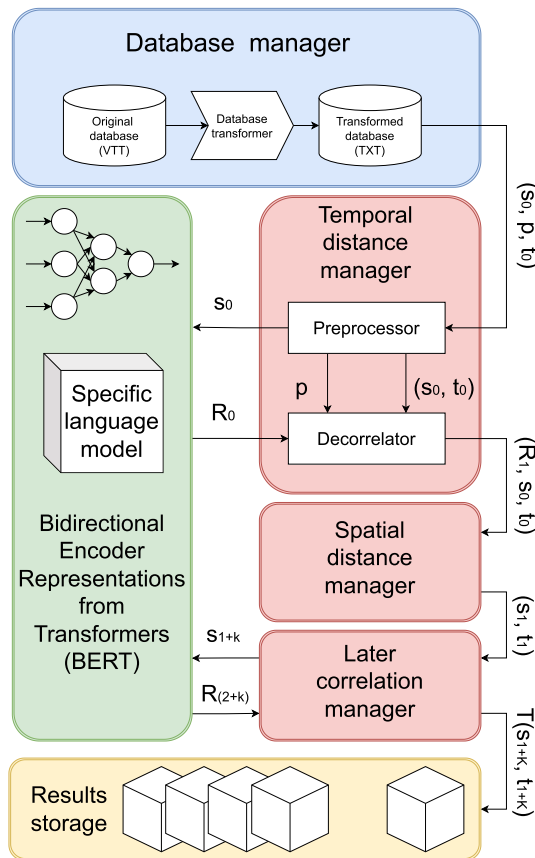 Database manager
Original
database
(VTT)
Database
transformer
Transformed
database
(TXT)
(s₀, p, t₀)
Temporal
distance
manager
s₀
Preprocessor
p
(s₀, t₀)
Specific
language
model
R₀
Decorrelator
(R₁, s₀, t₀)
Bidirectional
Encoder
Representations
from
Transformers
(BERT)
Spatial
distance
manager
(s₁, t₁)
s₁₊ₖ
Later
correlation
manager
R₍₂₊ₖ₎
T(s₁₊K, t₁₊K)
Results
storage